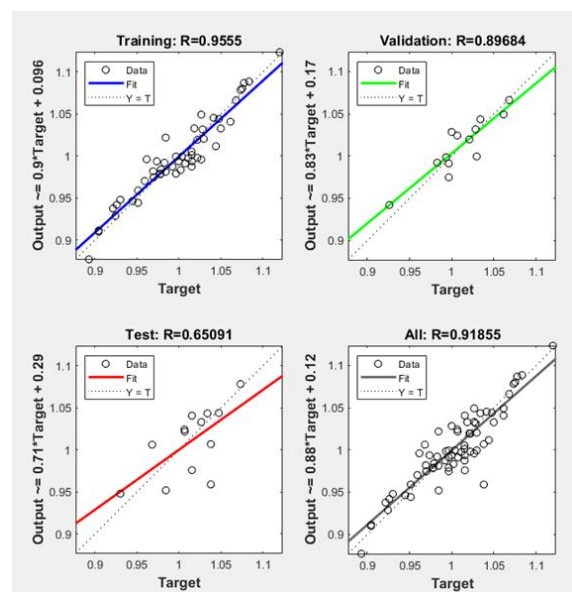 Training: R=0.9555
Output ~= 0.9*Target + 0.096
1.1
1.05
1
0.95
0.9
Data
Fit
Y = T
0.9 0.95 1 1.05 1.1
Target
Validation: R=0.89684
Output ~= 0.83*Target + 0.17
1.1
1.05
1
0.95
0.9
Data
Fit
Y = T
0.9 0.95 1 1.05 1.1
Target
Test: R=0.65091
Output ~= 0.71*Target + 0.29
1.1
1.05
1
0.95
0.9
Data
Fit
Y = T
0.9 0.95 1 1.05 1.1
Target
All: R=0.91855
Output ~= 0.88*Target + 0.12
1.1
1.05
1
0.95
0.9
Data
Fit
Y = T
0.9 0.95 1 1.05 1.1
Target